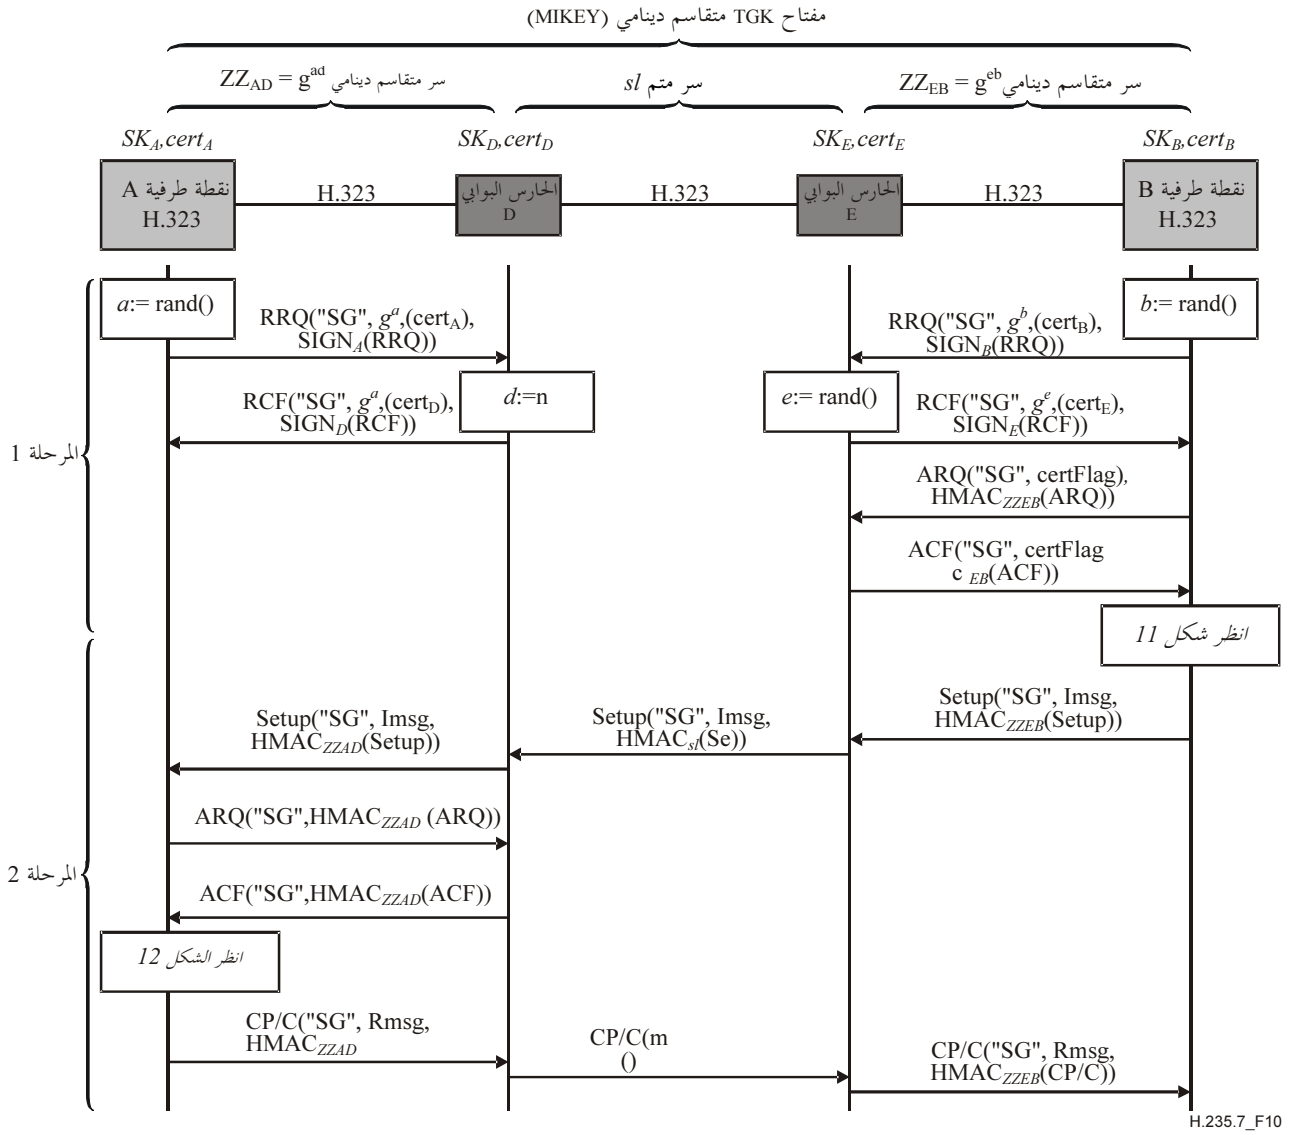 مفتاح TGK متقاسم دينامي (MIKEY)
سر متقاسم دينامي ZZAD = gad
سر متمم sl
سر متقاسم دينامي ZZEB = geb
SKA,certA
SKD,certD
SKE,certE
SKB,certB
نقطة طرفية A
H.323
H.323
الحارس البوابي
D
H.323
الحارس البوابي
E
H.323
نقطة طرفية B
H.323
المرحلة 1
a:= rand()
b:= rand()
RRQ("SG", ga,(certA),
SIGNA(RRQ))
RRQ("SG", gb,(certB),
SIGNB(RRQ))
d:=n
e:= rand()
RCF("SG", ga,(certD),
SIGND(RCF))
RCF("SG", ge,(certE),
SIGNE(RCF))
ARQ("SG", certFlag),
HMACZZEB(ARQ))
ACF("SG", certFlag
c EB(ACF))
انظر شكل 11
المرحلة 2
Setup("SG", Imsg,
HMACZZEB(Setup))
Setup("SG", Imsg,
HMACsl(Se))
Setup("SG", Imsg,
HMACZZAD(Setup))
ARQ("SG",HMACZZAD (ARQ))
ACF("SG",HMACZZAD(ACF))
انظر الشكل 12
CP/C("SG", Rmsg,
HMACZZAD
CP/C(m
()
CP/C("SG", Rmsg,
HMACZZEB(CP/C))
H.235.7_F10